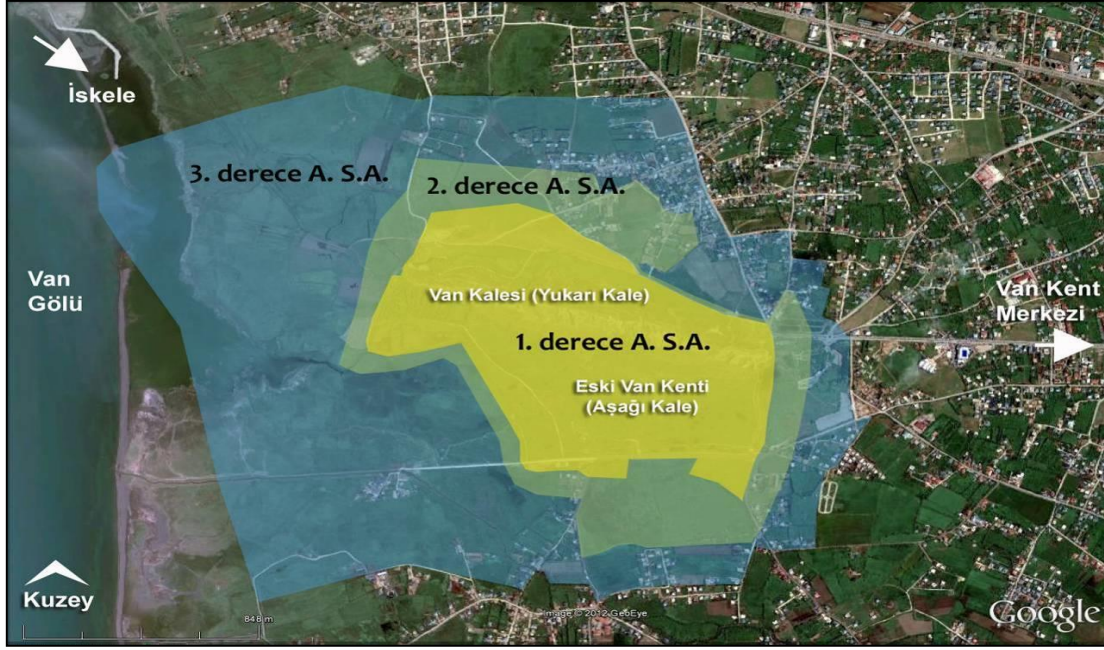 İskele
3. derece A. S.A.
2. derece A. S.A.
Van
Gölü
Van Kalesi (Yukarı Kale)
Van Kent
Merkezi
1. derece A. S.A.
Eski Van Kenti
(Aşağı Kale)
Kuzey
848 m
Image © 2012 GeoEye
Google